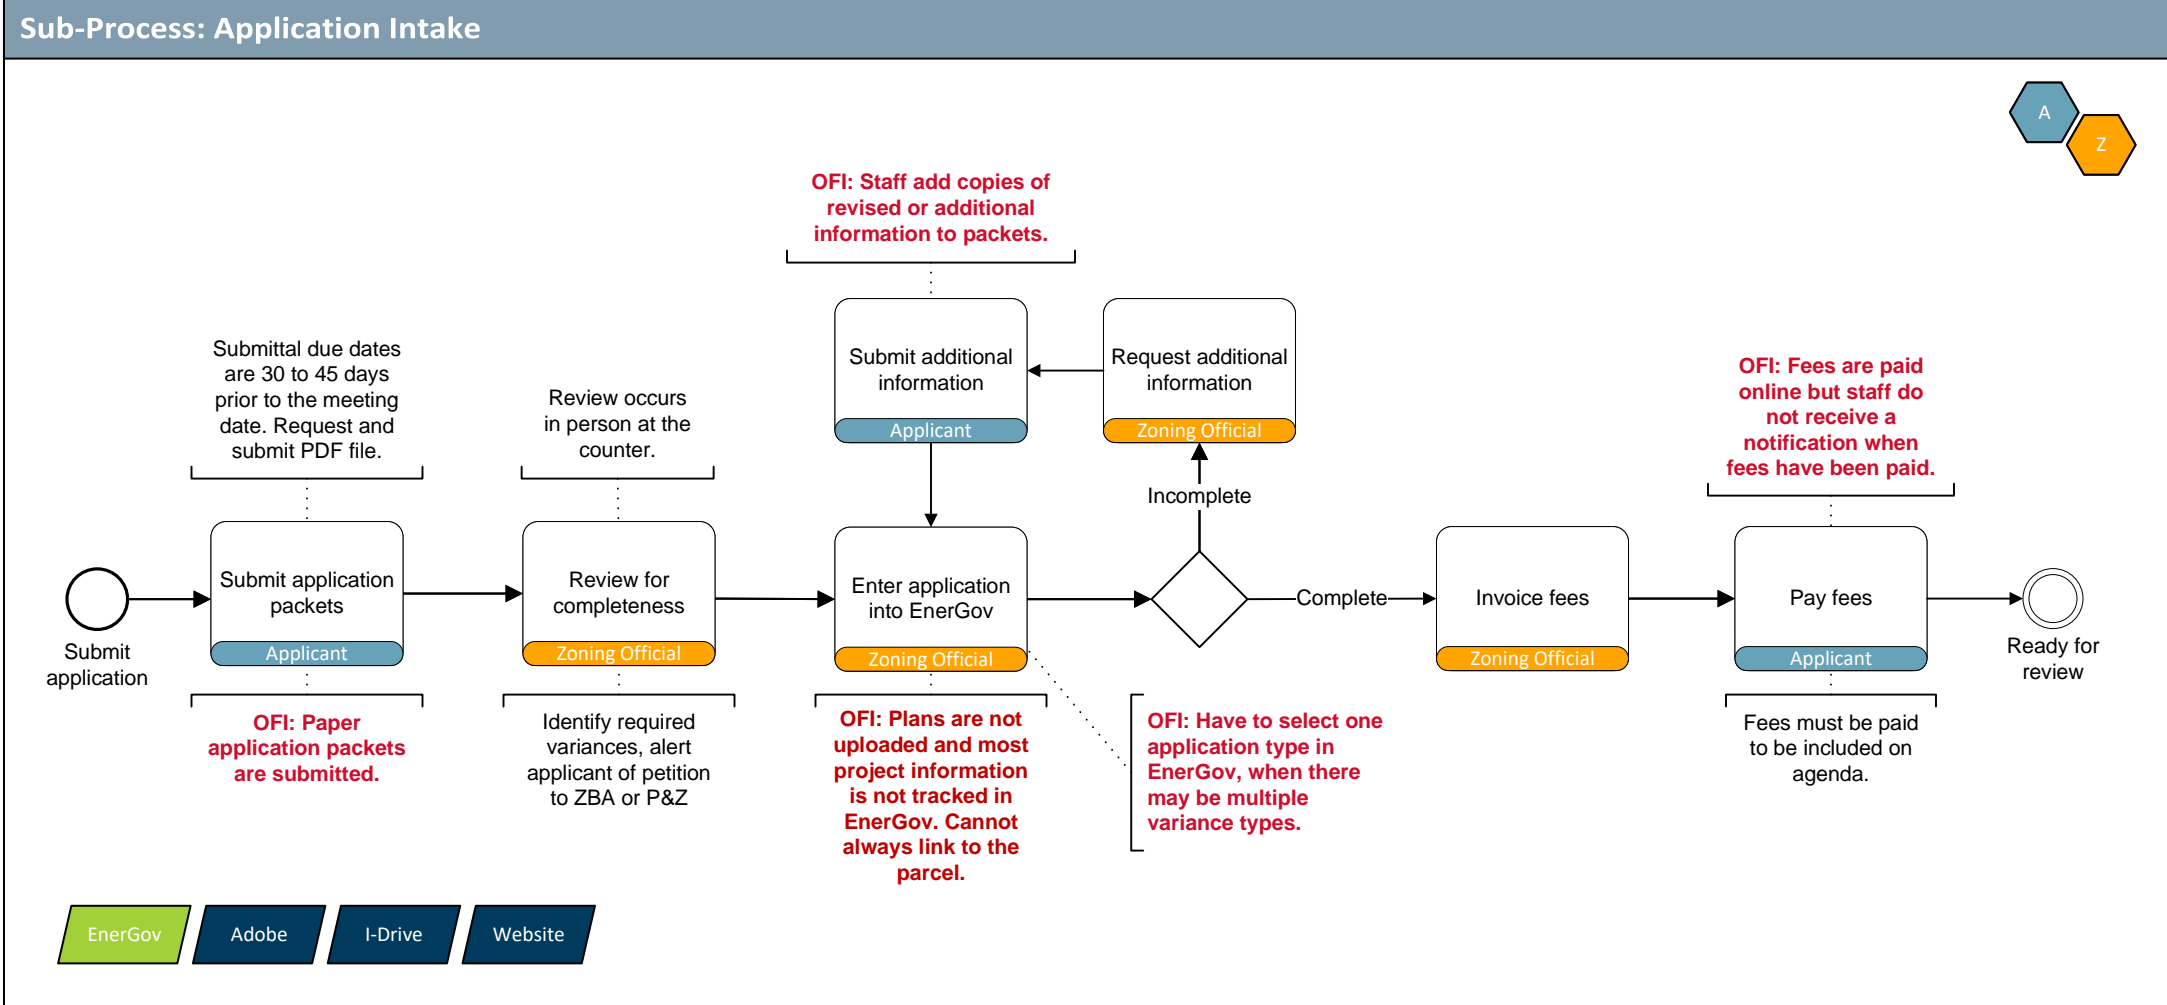 Sub-Process: Application Intake
A
Z
OFI: Staff add copies of
revised or additional
information to packets.
Submittal due dates
are 30 to 45 days
prior to the meeting
date. Request and
submit PDF file.
Review occurs
in person at the
counter.
Submit additional
information
Applicant
Request additional
information
Zoning Official
OFI: Fees are paid
online but staff do
not receive a
notification when
fees have been paid.
Incomplete
Submit
application
Submit application
packets
Applicant
Review for
completeness
Zoning Official
Enter application
into EnerGov
Zoning Official
Complete
Invoice fees
Zoning Official
Pay fees
Applicant
Ready for
review
OFI: Paper
application packets
are submitted.
Identify required
variances, alert
applicant of petition
to ZBA or P&Z
OFI: Plans are not
uploaded and most
project information
is not tracked in
EnerGov. Cannot
always link to the
parcel.
OFI: Have to select one
application type in
EnerGov, when there
may be multiple
variance types.
Fees must be paid
to be included on
agenda.
EnerGov
Adobe
I-Drive
Website